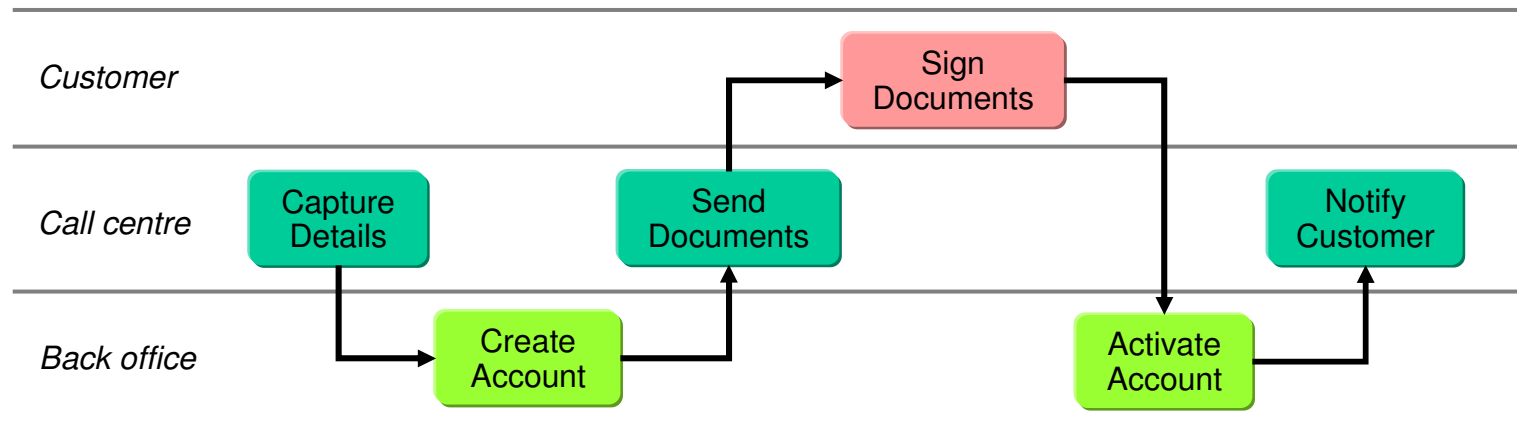 Customer
Sign
Documents
Call centre
Capture
Details
Send
Documents
Notify
Customer
Back office
Create
Account
Activate
Account